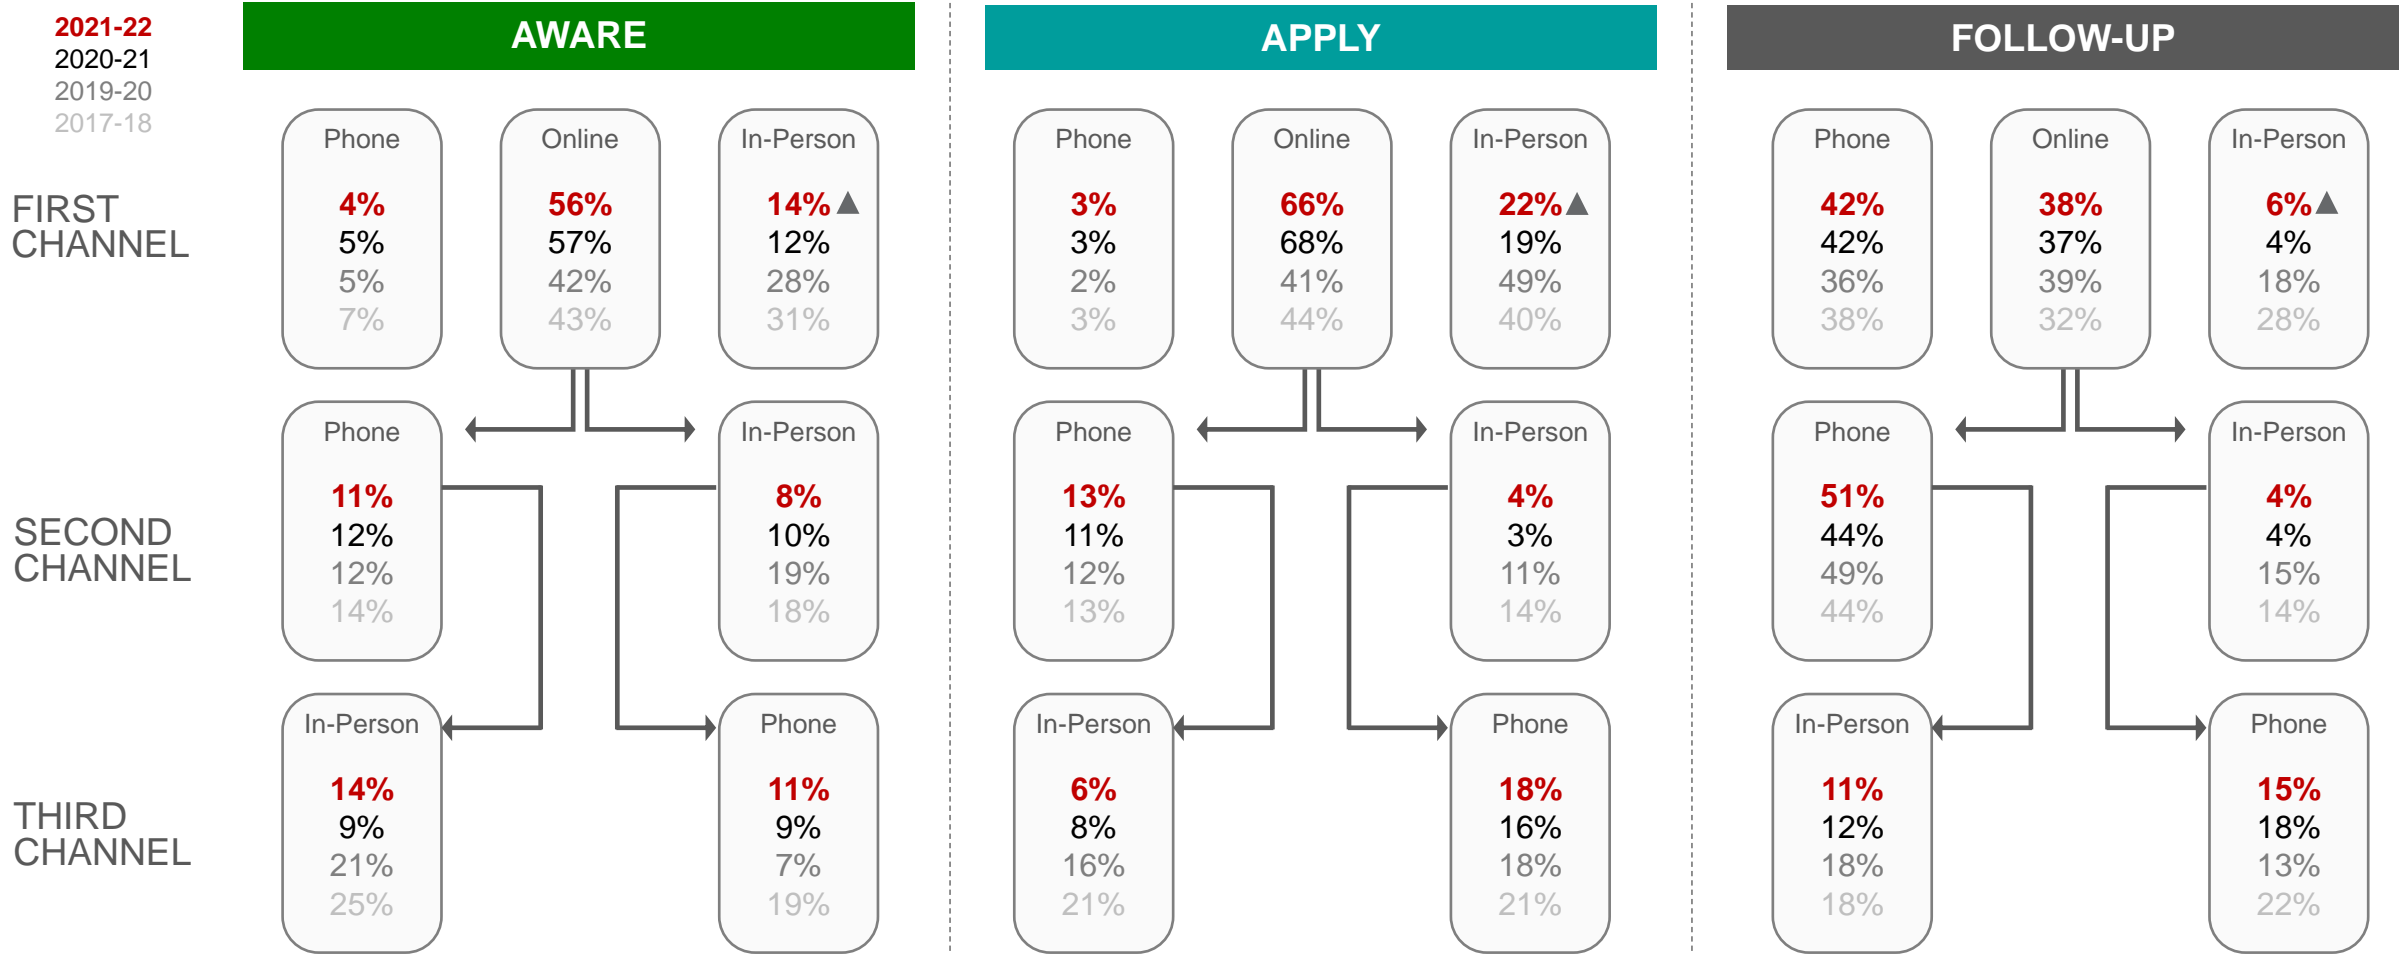 2021-22
2020-21
2019-20
2017-18
AWARE
APPLY
FOLLOW-UP
FIRST
CHANNEL
Phone
4%
5%
5%
7%
Online
56%
57%
42%
43%
In-Person
14%▲
12%
28%
31%
Phone
3%
3%
2%
3%
Online
66%
68%
41%
44%
In-Person
22%▲
19%
49%
40%
Phone
42%
42%
36%
38%
Online
38%
37%
39%
32%
In-Person
6%▲
4%
18%
28%
SECOND
CHANNEL
Phone
11%
12%
12%
14%
In-Person
8%
10%
19%
18%
Phone
13%
11%
12%
13%
In-Person
4%
3%
11%
14%
Phone
51%
44%
49%
44%
In-Person
4%
4%
15%
14%
THIRD
CHANNEL
In-Person
14%
9%
21%
25%
Phone
11%
9%
7%
19%
In-Person
6%
8%
16%
21%
Phone
18%
16%
18%
21%
In-Person
11%
12%
18%
18%
Phone
15%
18%
13%
22%